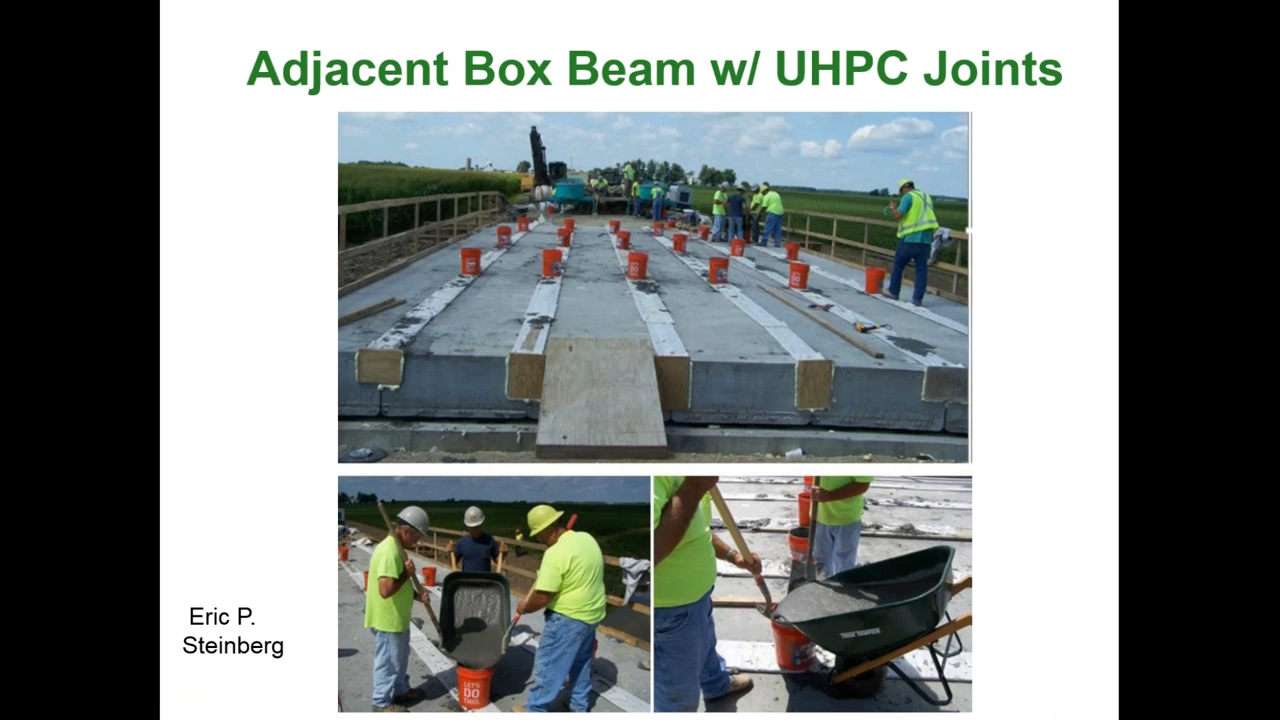 Adjacent Box Beam w/ UHPC Joints
Eric P.
Steinberg
LET'S
DO
THIS.